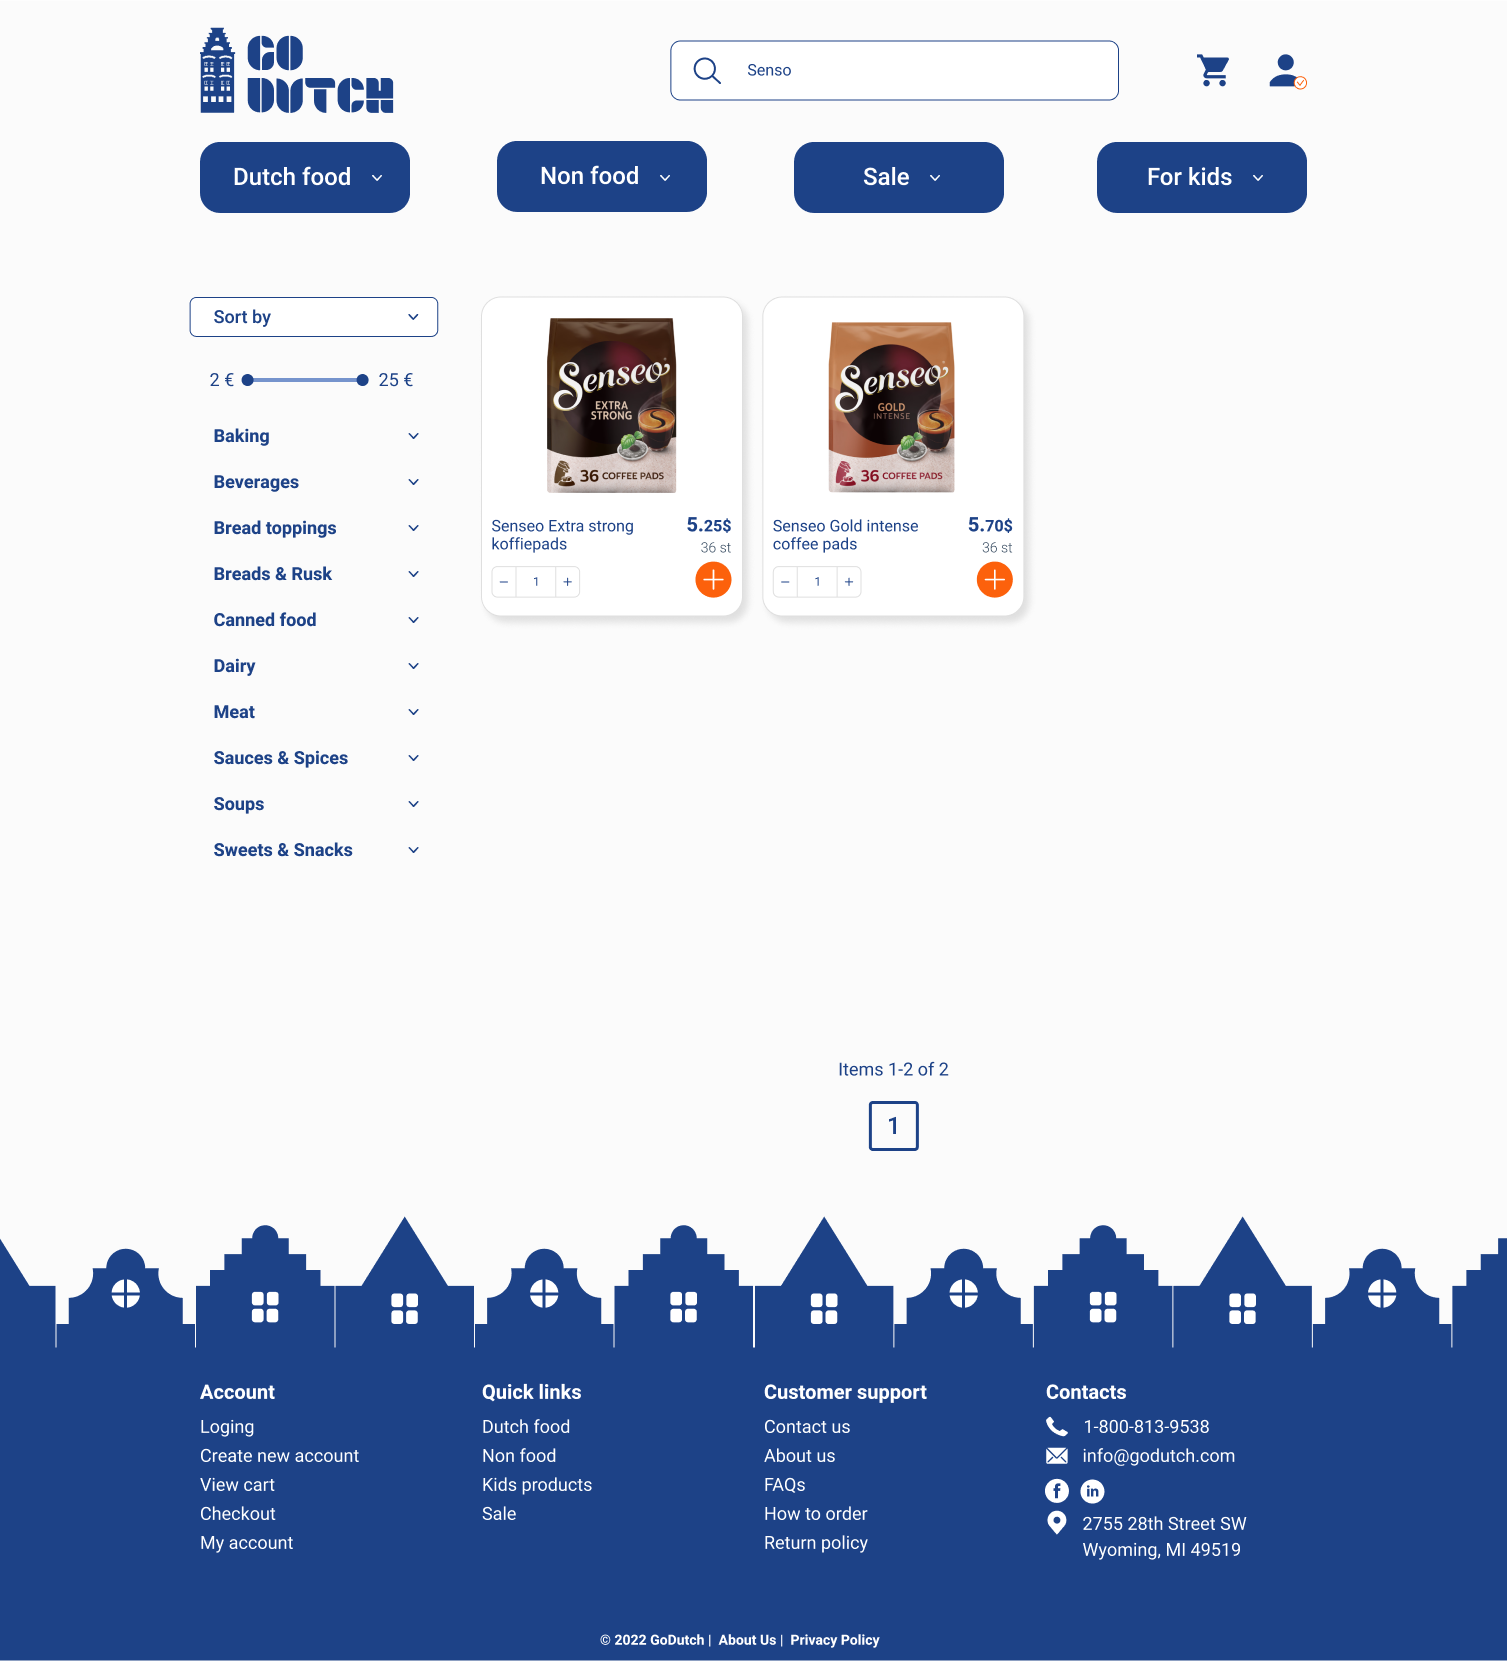 GO
DUTCH
Senso
Dutch food
Non food
Sale
For kids
Sort by
2 €
25 €
Baking
Beverages
Bread toppings
Breads & Rusk
Canned food
Dairy
Meat
Sauces & Spices
Soups
Sweets & Snacks
Senseo
EXTRA
STRONG
36 COFFEE PADS
Senseo Extra strong
koffiepads
5.25$
36 st
1
Senseo
GOLD
INTENSE
36 COFFEE PADS
Senseo Gold intense
coffee pads
5.70$
36 st
1
Items 1-2 of 2
1
Account
Loging
Create new account
View cart
Checkout
My account
Quick links
Dutch food
Non food
Kids products
Sale
Customer support
Contact us
About us
FAQs
How to order
Return policy
Contacts
1-800-813-9538
info@godutch.com
f
in
2755 28th Street SW
Wyoming, MI 49519
© 2022 GoDutch | About Us | Privacy Policy